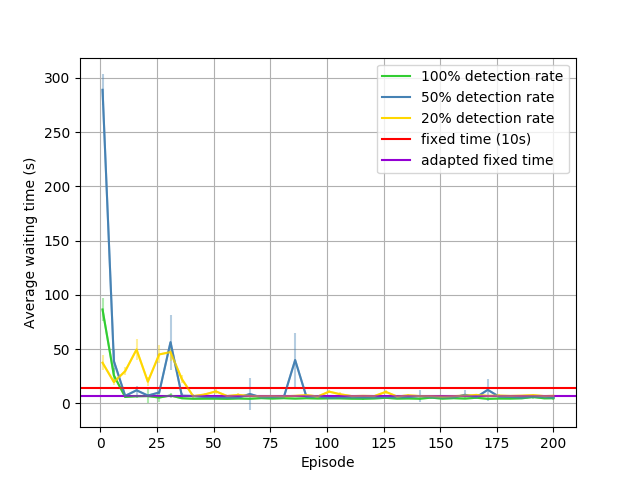 300
250
200
150
100
50
0
Average waiting time (s)
100% detection rate
50% detection rate
20% detection rate
fixed time (10s)
adapted fixed time
0 25 50 75 100 125 150 175 200
Episode